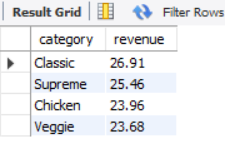 Result Grid Filter Rows
category revenue
Classic 26.91
Supreme 25.46
Chicken 23.96
Veggie 23.68